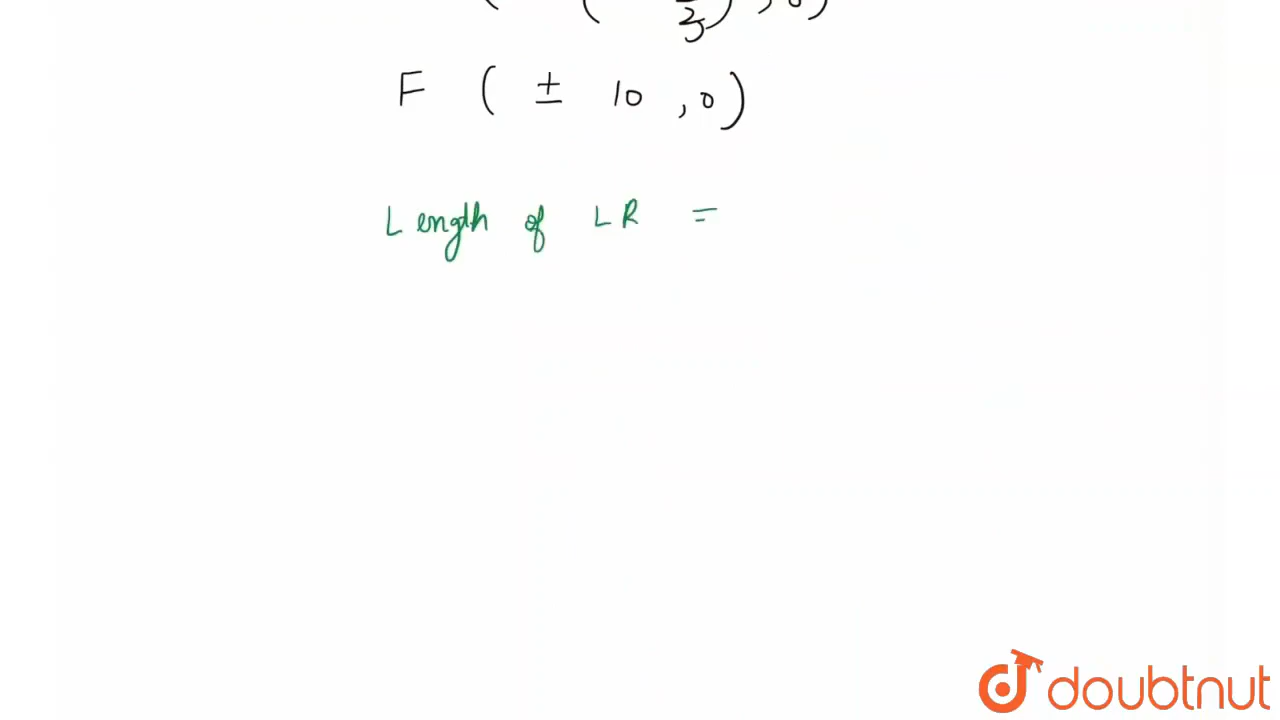 F ( ± 10 , 0 )
Length of LR =
doubtnut